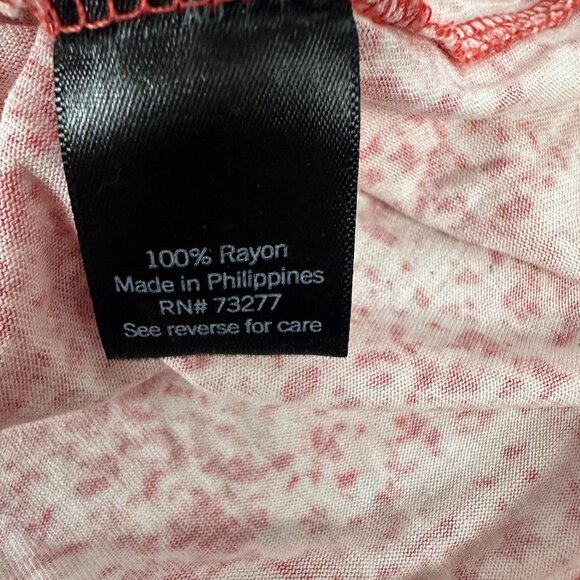 100% Rayon
Made in Philippines
RN# 73277
See reverse for care